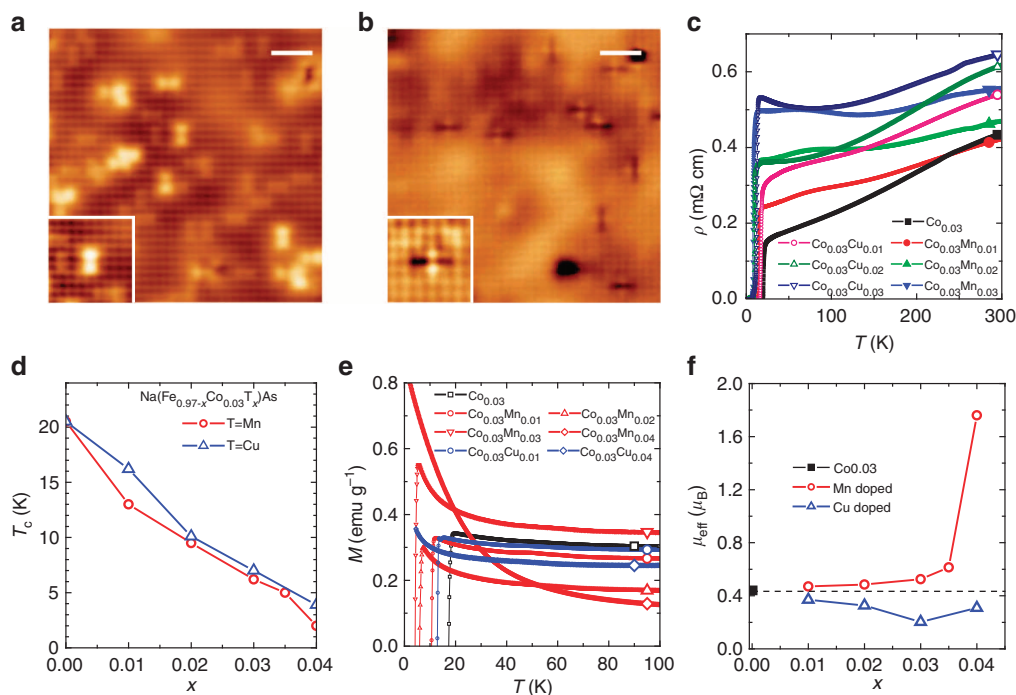 a
b
c
0.6
0.4
0.2
0.0
ρ (mΩ cm)
Co0.03
Co0.03Cu0.01
Co0.03Mn0.01
Co0.03Cu0.02
Co0.03Mn0.02
Co0.03Cu0.03
Co0.03Mn0.03
0 100 200 300
T (K)
d
Na(Fe0.97-xCo0.03Tx)As
T=Mn
T=Cu
20
15
10
5
0
Tc (K)
0.00 0.01 0.02 0.03 0.04
x
e
0.8
0.6
0.4
0.2
0.0
M (emu g−1)
Co0.03
Co0.03Mn0.01
Co0.03Mn0.02
Co0.03Mn0.03
Co0.03Mn0.04
Co0.03Cu0.01
Co0.03Cu0.04
0 20 40 60 80 100
T (K)
f
2.0
1.6
1.2
0.8
0.4
0.0
μeff (μB)
Co0.03
Mn doped
Cu doped
0.00 0.01 0.02 0.03 0.04
x